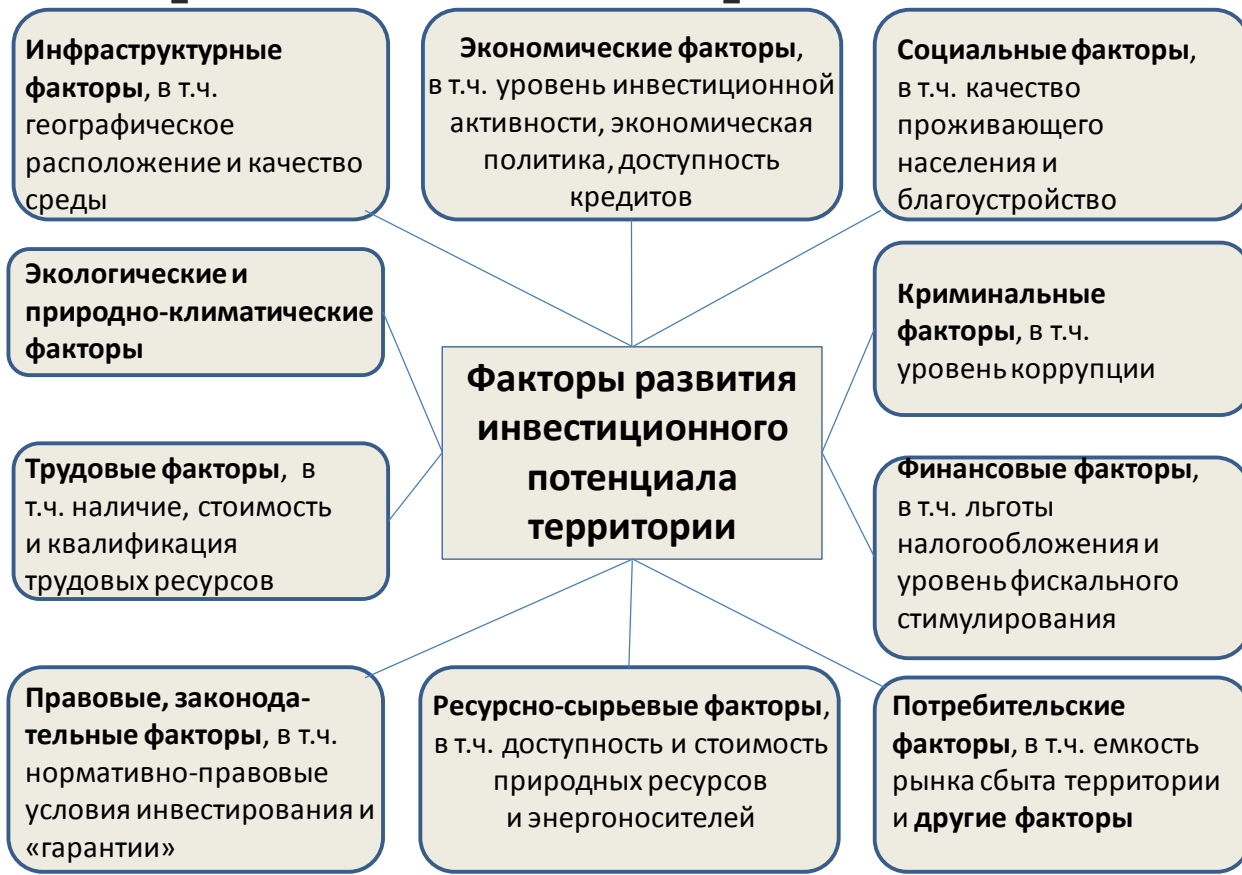 Инфраструктурные
факторы, в т.ч.
географическое
расположение и качество
среды
Экономические факторы,
в т.ч. уровень инвестиционной
активности, экономическая
политика, доступность
кредитов
Социальные факторы,
в т.ч. качество
проживающего
населения и
благоустройство
Экологические и
природно-климатические
факторы
Криминальные
факторы, в т.ч.
уровень коррупции
Факторы развития
инвестиционного
потенциала
территории
Трудовые факторы, в
т.ч. наличие, стоимость
и квалификация
трудовых ресурсов
Финансовые факторы,
в т.ч. льготы
налогообложения и
уровень фискального
стимулирования
Правовые, законода-
тельные факторы, в т.ч.
нормативно-правовые
условия инвестирования и
«гарантии»
Ресурсно-сырьевые факторы,
в т.ч. доступность и стоимость
природных ресурсов
и энергоносителей
Потребительские
факторы, в т.ч. емкость
рынка сбыта территории
и другие факторы